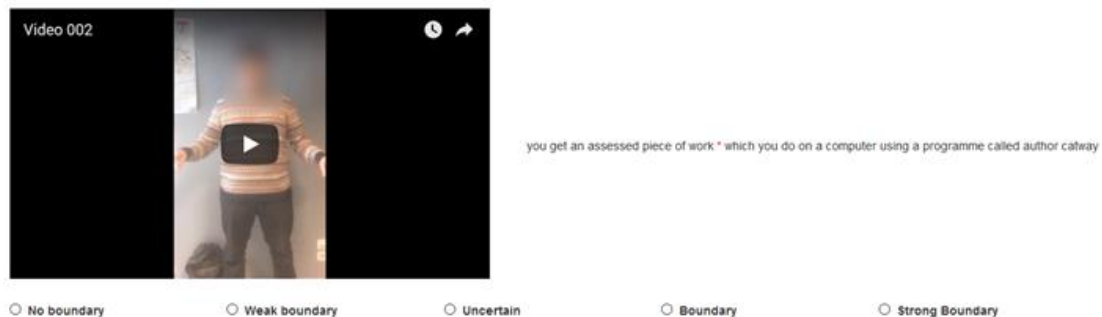 Video 002
you get an assessed piece of work * which you do on a computer using a programme called author catway
No boundary Weak boundary Uncertain Boundary Strong Boundary